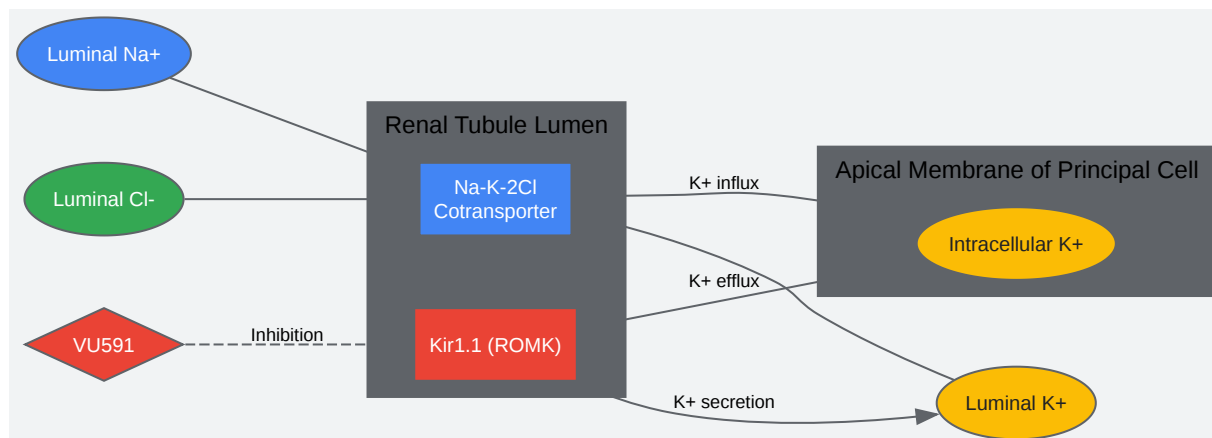 Luminal Na+
Luminal Cl-
VU591
Inhibition
Renal Tubule Lumen
Na-K-2Cl
Cotransporter
Kir1.1 (ROMK)
K+ influx
K+ efflux
K+ secretion
Apical Membrane of Principal Cell
Intracellular K+
Luminal K+